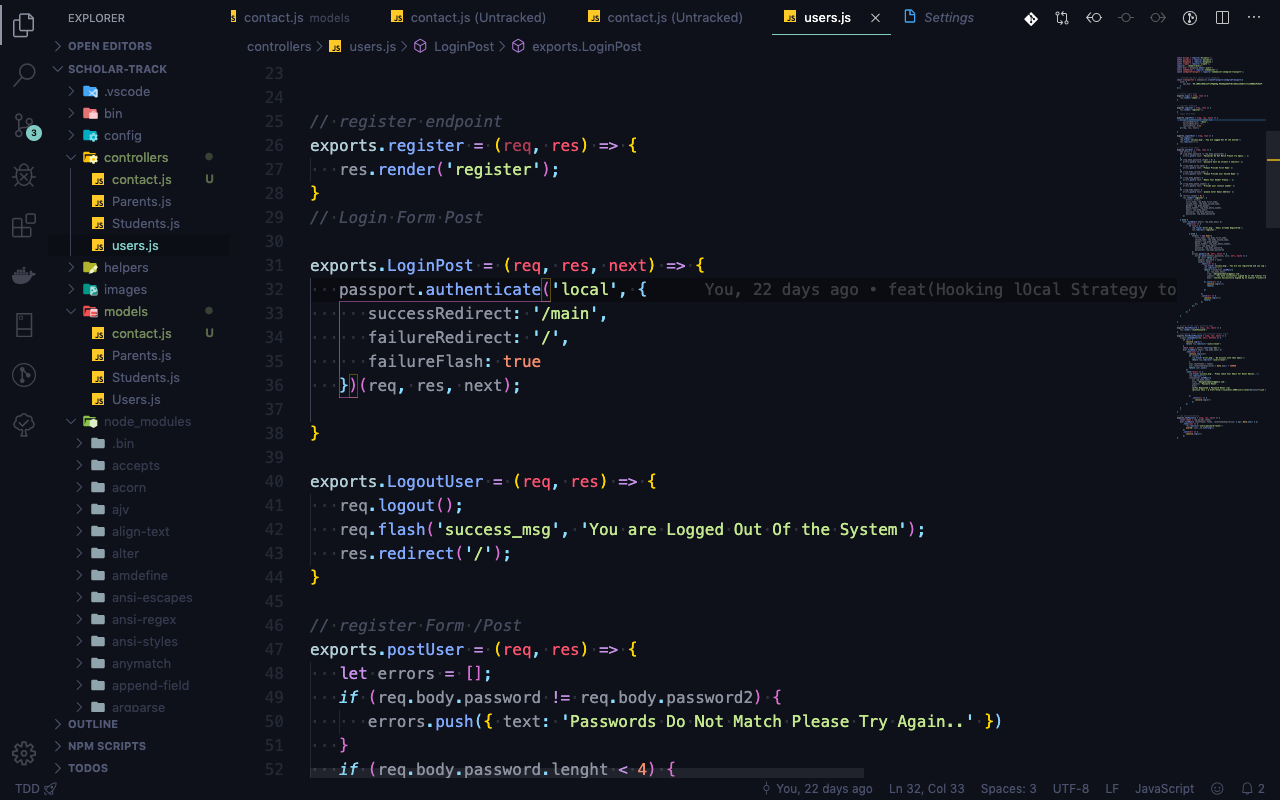 EXPLORER
contact.js models
contact.js (Untracked)
contact.js (Untracked)
users.js
Settings
OPEN EDITORS
SCHOLAR-TRACK
.vscode
bin
config
controllers
contact.js U
Parents.js
Students.js
users.js
helpers
images
models
contact.js U
Parents.js
Students.js
Users.js
node_modules
.bin
accepts
acorn
ajv
align-text
alter
amdefine
ansi-escapes
ansi-regex
ansi-styles
anymatch
append-field
argparse
OUTLINE
NPM SCRIPTS
TODOS
3
controllers > users.js > LoginPost > exports.LoginPost
23
24
25 // register endpoint
26 exports.register = (req, res) => {
27 res.render('register');
28 }
29 // Login Form Post
30
31 exports.LoginPost = (req, res, next) => {
32 passport.authenticate('local', { You, 22 days ago • feat(Hooking lOcal Strategy to
33 successRedirect: '/main',
34 failureRedirect: '/',
35 failureFlash: true
36 })(req, res, next);
37
38 }
39
40 exports.LogoutUser = (req, res) => {
41 req.logout();
42 req.flash('success_msg', 'You are Logged Out Of the System');
43 res.redirect('/');
44 }
45
46 // register Form /Post
47 exports.postUser = (req, res) => {
48 let errors = [];
49 if (req.body.password != req.body.password2) {
50 errors.push({ text: 'Passwords Do Not Match Please Try Again..' })
51 }
52 if (req.body.password.lenght < 4) {
TDD
You, 22 days ago
Ln 32, Col 33
Spaces: 3
UTF-8
LF
JavaScript
2